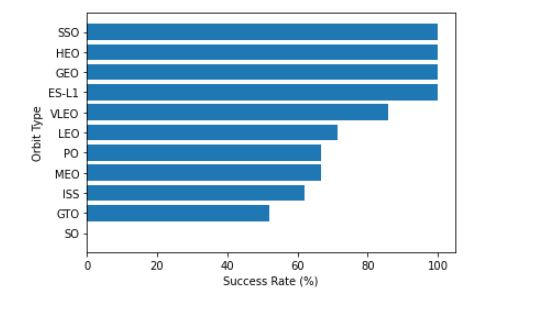 SSO
HEO
GEO
ES-L1
VLEO
LEO
PO
MEO
ISS
GTO
SO
Orbit Type
0 20 40 60 80 100
Success Rate (%)